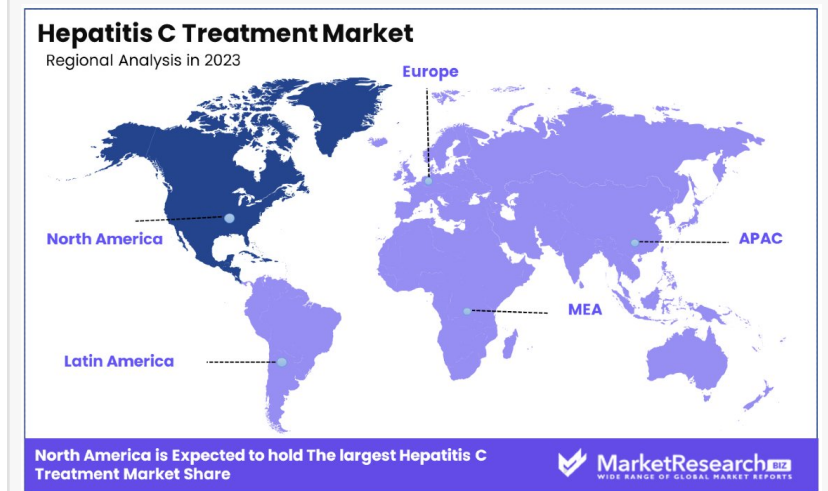 Hepatitis C Treatment Market
Regional Analysis in 2023
Europe
North America
APAC
MEA
Latin America
North America is Expected to hold The largest Hepatitis C
Treatment Market Share
MarketResearch BIZ
WIDE RANGE OF GLOBAL MARKET REPORTS